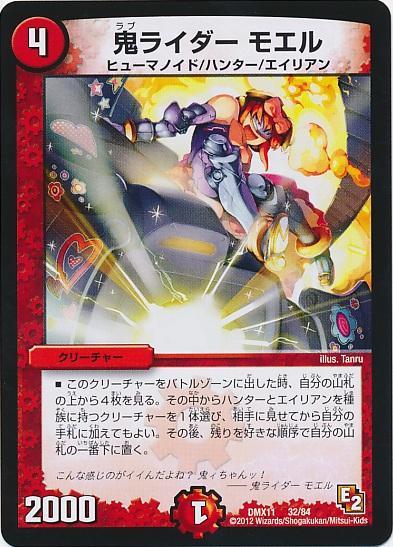 4
ラブ
鬼ライダー モエル
ヒューマノイド/ハンター/エイリアン
クリーチャー
illus. Tanru
■ このクリーチャーをバトルゾーンに出した時、自分の山札
の上から4枚を見る。その中からハンターとエイリアンを種
族に持つクリーチャーを1体選び、相手に見せてから自分の
手札に加えてもよい。その後、残りを好きな順序で自分の山
札の一番下に置く。
こんな感じのがイイんだよね? 鬼ィちゃんッ!
――鬼ライダー モエル
2000
1
DMX11 32/84
©2012 Wizards/Shogakukan/Mitsui-Kids
E2